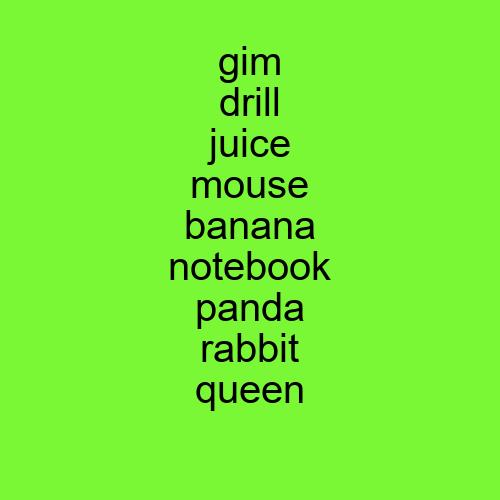 gim
drill
juice
mouse
banana
notebook
panda
rabbit
queen